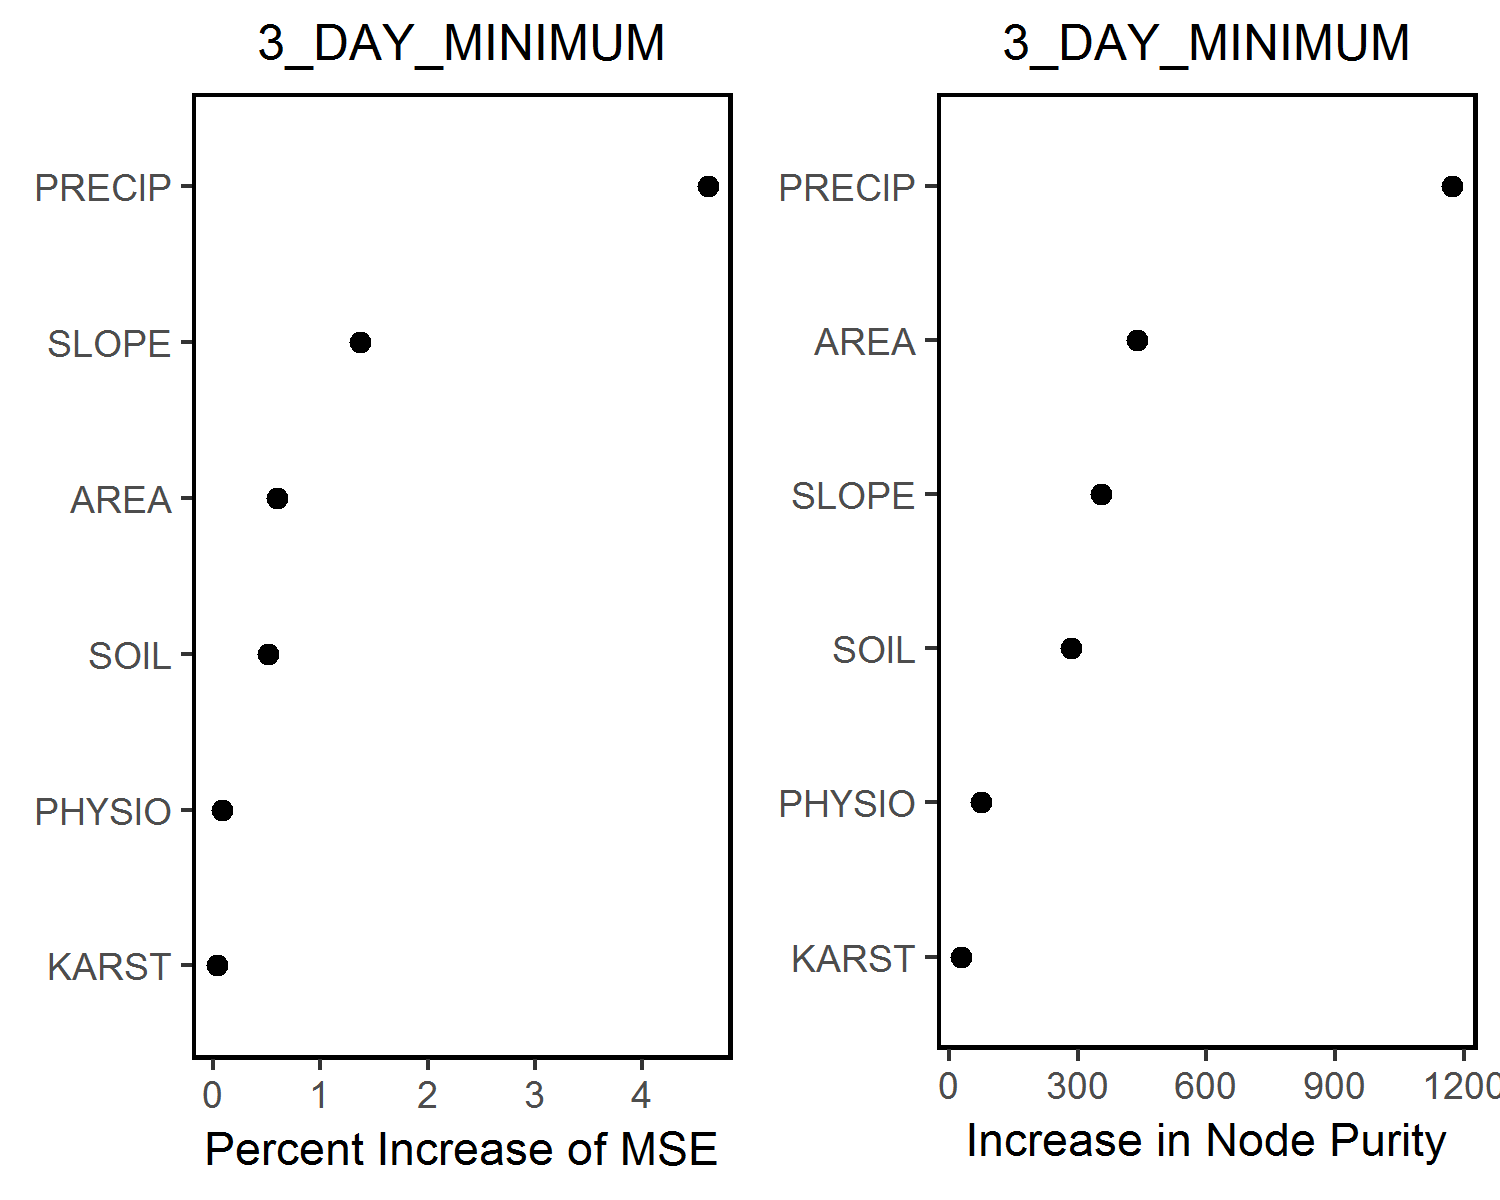 3_DAY_MINIMUM
PRECIP
SLOPE
AREA
SOIL
PHYSIO
KARST
0 1 2 3 4
Percent Increase of MSE
3_DAY_MINIMUM
PRECIP
AREA
SLOPE
SOIL
PHYSIO
KARST
0 300 600 900 1200
Increase in Node Purity